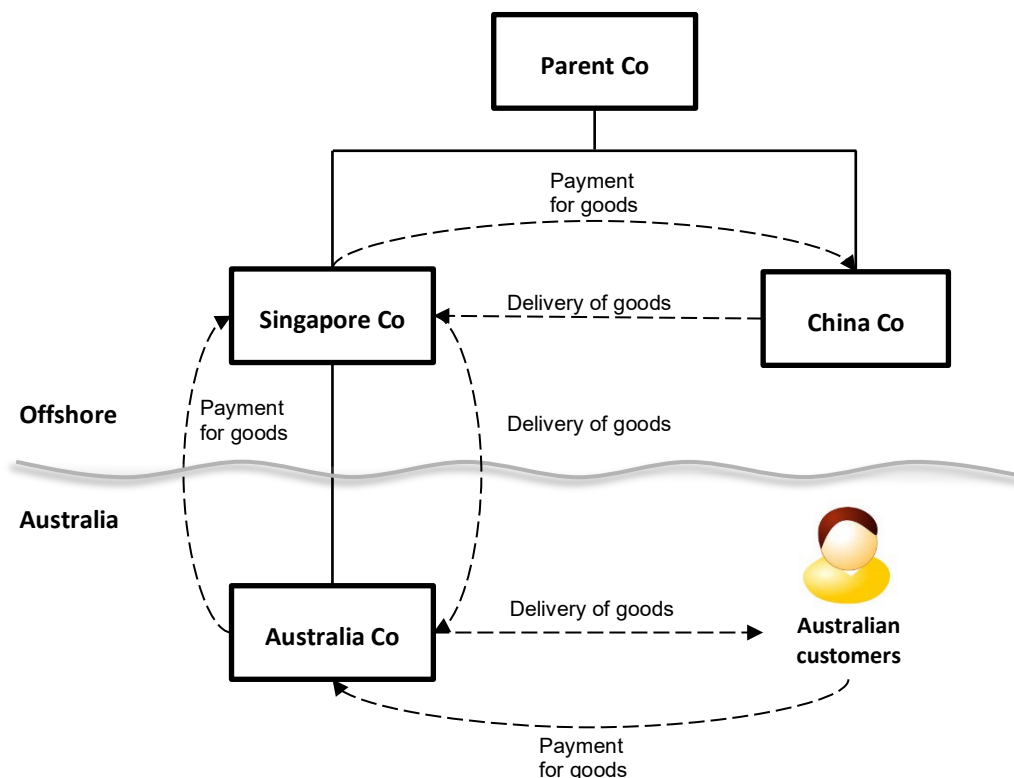 Parent Co
Payment
for goods
Singapore Co
Delivery of goods
China Co
Offshore
Payment
for goods
Delivery of goods
Australia
Australia Co
Delivery of goods
Australian
customers
Payment
for goods